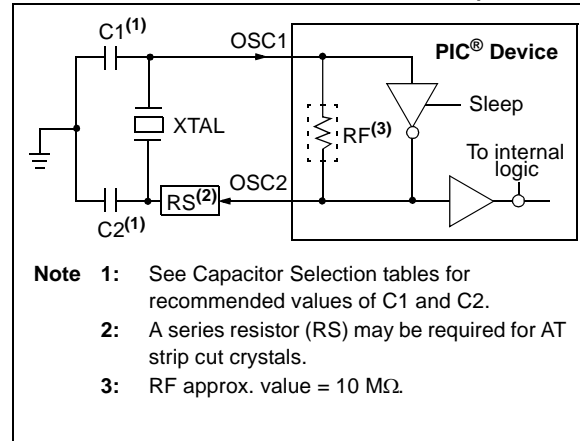 C1(1)
OSC1
PIC® Device
Sleep
XTAL
RF(3)
To internal
logic
OSC2
RS(2)
C2(1)
Note 1: See Capacitor Selection tables for
recommended values of C1 and C2.
2: A series resistor (RS) may be required for AT
strip cut crystals.
3: RF approx. value = 10 MΩ.